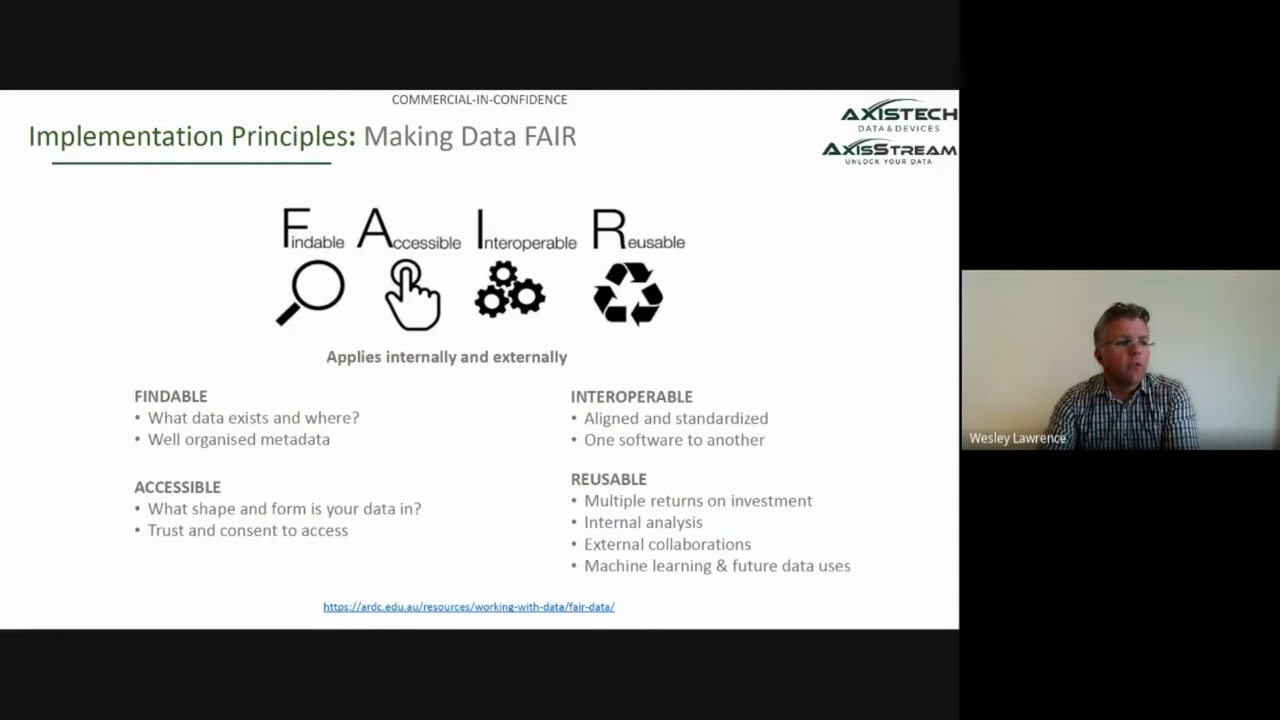 COMMERCIAL-IN-CONFIDENCE
Implementation Principles: Making Data FAIR
AXISTECH
DATA & DEVICES
AXISSTREAM
UNLOCK YOUR DATA
Findable Accessible Interoperable Reusable
Applies internally and externally
FINDABLE
• What data exists and where?
• Well organised metadata
ACCESSIBLE
• What shape and form is your data in?
• Trust and consent to access
INTEROPERABLE
• Aligned and standardized
• One software to another
REUSABLE
• Multiple returns on investment
• Internal analysis
• External collaborations
• Machine learning & future data uses
https://ardc.edu.au/resources/working-with-data/fair-data/
Wesley Lawrence